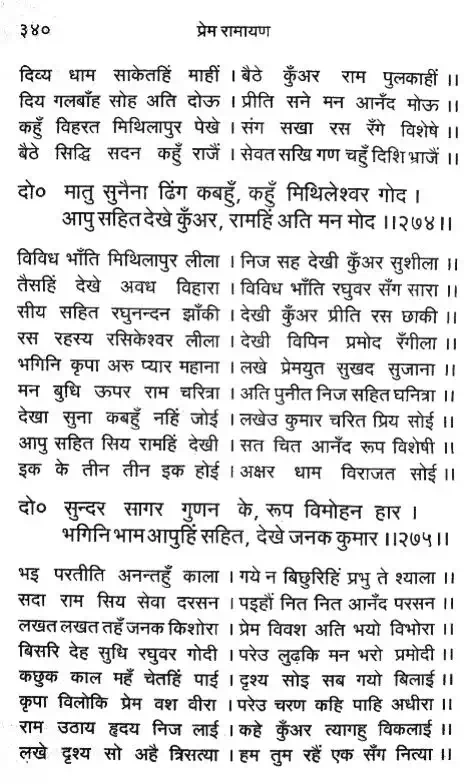 ३४०
प्रेम रामायण
दिव्य धाम साकेतहिं माहीं । बैठे कुँअर राम पुलकाहीं ।।
दिय गलबाँह सोह अति दोऊ । प्रीति सने मन आनँद मोऊ ।।
कहुँ विहरत मिथिलापुर पेखे । संग सखा रस रँगे विशेषे ।।
बैठे सिद्धि सदन कहुँ राजैं । सेवत सखि गण चहुँ दिशि भ्राजैं ।।
दो० मातु सुनैना ढिंग कबहुँ, कहुँ मिथिलेश्वर गोद ।
आपु सहित देखे कुँअर, रामहिं अति मन मोद ।।२७४।।
विविध भाँति मिथिलापुर लीला । निज सह देखी कुँअर सुशीला ।।
तैसहिं देखे अवध विहारा । विविध भाँति रघुवर सँग सारा ।।
सीय सहित रघुनन्दन झाँकी । देखी कुँअर प्रीति रस छाकी ।।
रस रहस्य रसिकेश्वर लीला । देखी विपिन प्रमोद रँगीला ।।
भगिनि कृपा अरु प्यार महाना । लखे प्रेमयुत सुखद सुजाना ।।
मन बुधि ऊपर राम चरित्रा । अति पुनीत निज सहित घनित्रा ।।
देखा सुना कबहुँ नहिं जोई । लखेउ कुमार चरित प्रिय सोई ।।
आपु सहित सिय रामहिं देखी । सत चित आनँद रूप विशेषी ।।
इक के तीन तीन इक होई । अक्षर धाम विराजत सोई ।।
दो० सुन्दर सागर गुणन के, रूप विमोहन हार ।
भगिनि भाम आपुहिं सहित, देखे जनक कुमार ।।२७५।।
भइ परतीति अनन्तहुँ काला । गये न बिछुरिहिं प्रभु ते श्याला ।।
सदा राम सिय सेवा दरसन । पइहौं नित नित आनँद परसन ।।
लखत लखत तहँ जनक किशोरा । प्रेम विवश अति भयो विभोरा ।।
बिसरि देह सुधि रघुवर गोदी । परेउ लुढ़कि मन भरो प्रमोदी ।।
कछुक काल महँ चेतहिं पाई । दृश्य सोइ सब गयो बिलाई ।।
कृपा विलोकि प्रेम वश वीरा । परेउ चरण कहि पाहि अधीरा ।।
राम उठाय हृदय निज लाई । कहे कुँअर त्यागहु विकलाई ।।
लखे दृश्य सो अहै त्रिसत्या । हम तुम रहैं एक सँग नित्या ।।